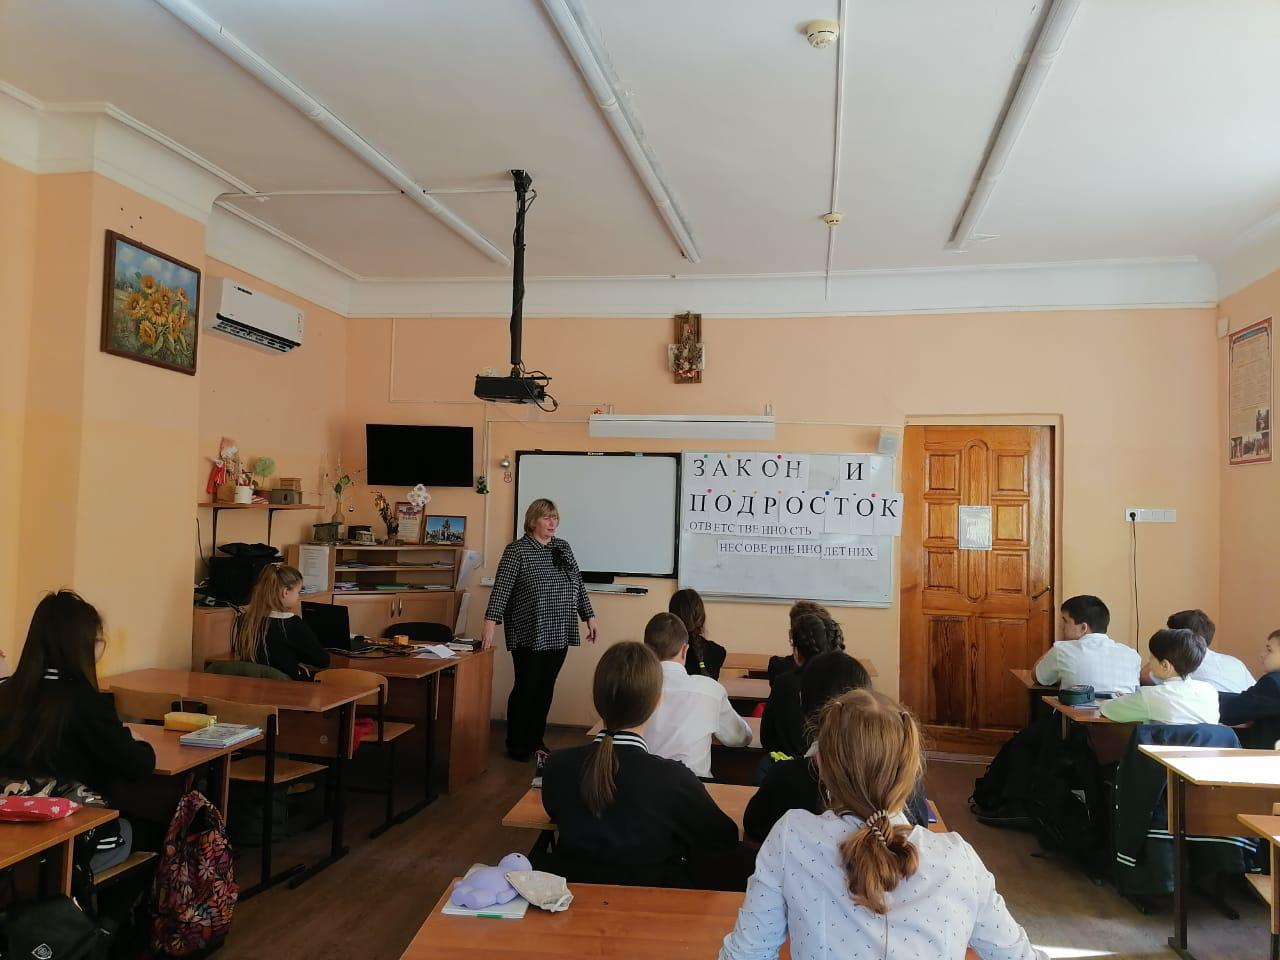 ЗАКОН И
ПОДРОСТОК
ОТВЕТСТВЕННОСТЬ
НЕСОВЕРШЕННОЛЕТНИХ